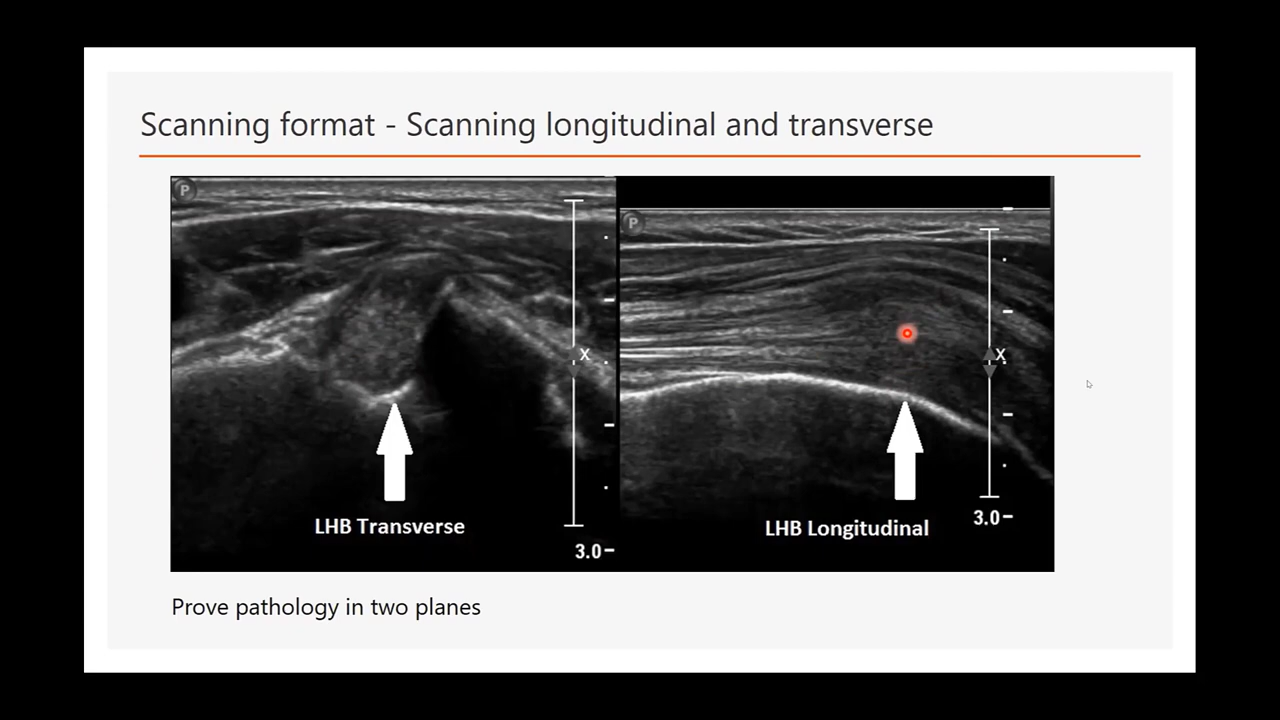 Scanning format - Scanning longitudinal and transverse
P
P
X
X
LHB Transverse
LHB Longitudinal
3.0
3.0
Prove pathology in two planes